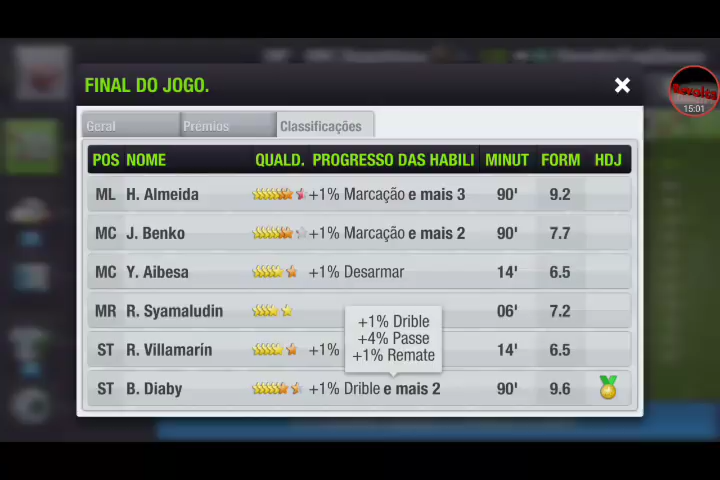 FINAL DO JOGO.
Revolts
15:01
Geral Prémios Classificações
POS NOME QUALD. PROGRESSO DAS HABILI MINUT FORM HDJ
ML H. Almeida +1% Marcação e mais 3 90' 9.2
MC J. Benko +1% Marcação e mais 2 90' 7.7
MC Y. Aibesa +1% Desarmar 14' 6.5
MR R. Syamaludin 06' 7.2
+1% Drible
+4% Passe
+1% Remate
ST R. Villamarín +1% 14' 6.5
ST B. Diaby +1% Drible e mais 2 90' 9.6